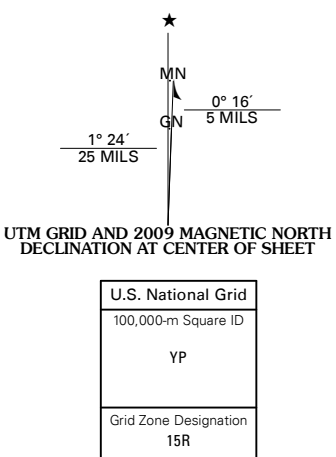 ★
MN
0° 16´
GN
5 MILS
1° 24´
25 MILS
UTM GRID AND 2009 MAGNETIC NORTH
DECLINATION AT CENTER OF SHEET
U.S. National Grid
100,000-m Square ID
YP
Grid Zone Designation
15R